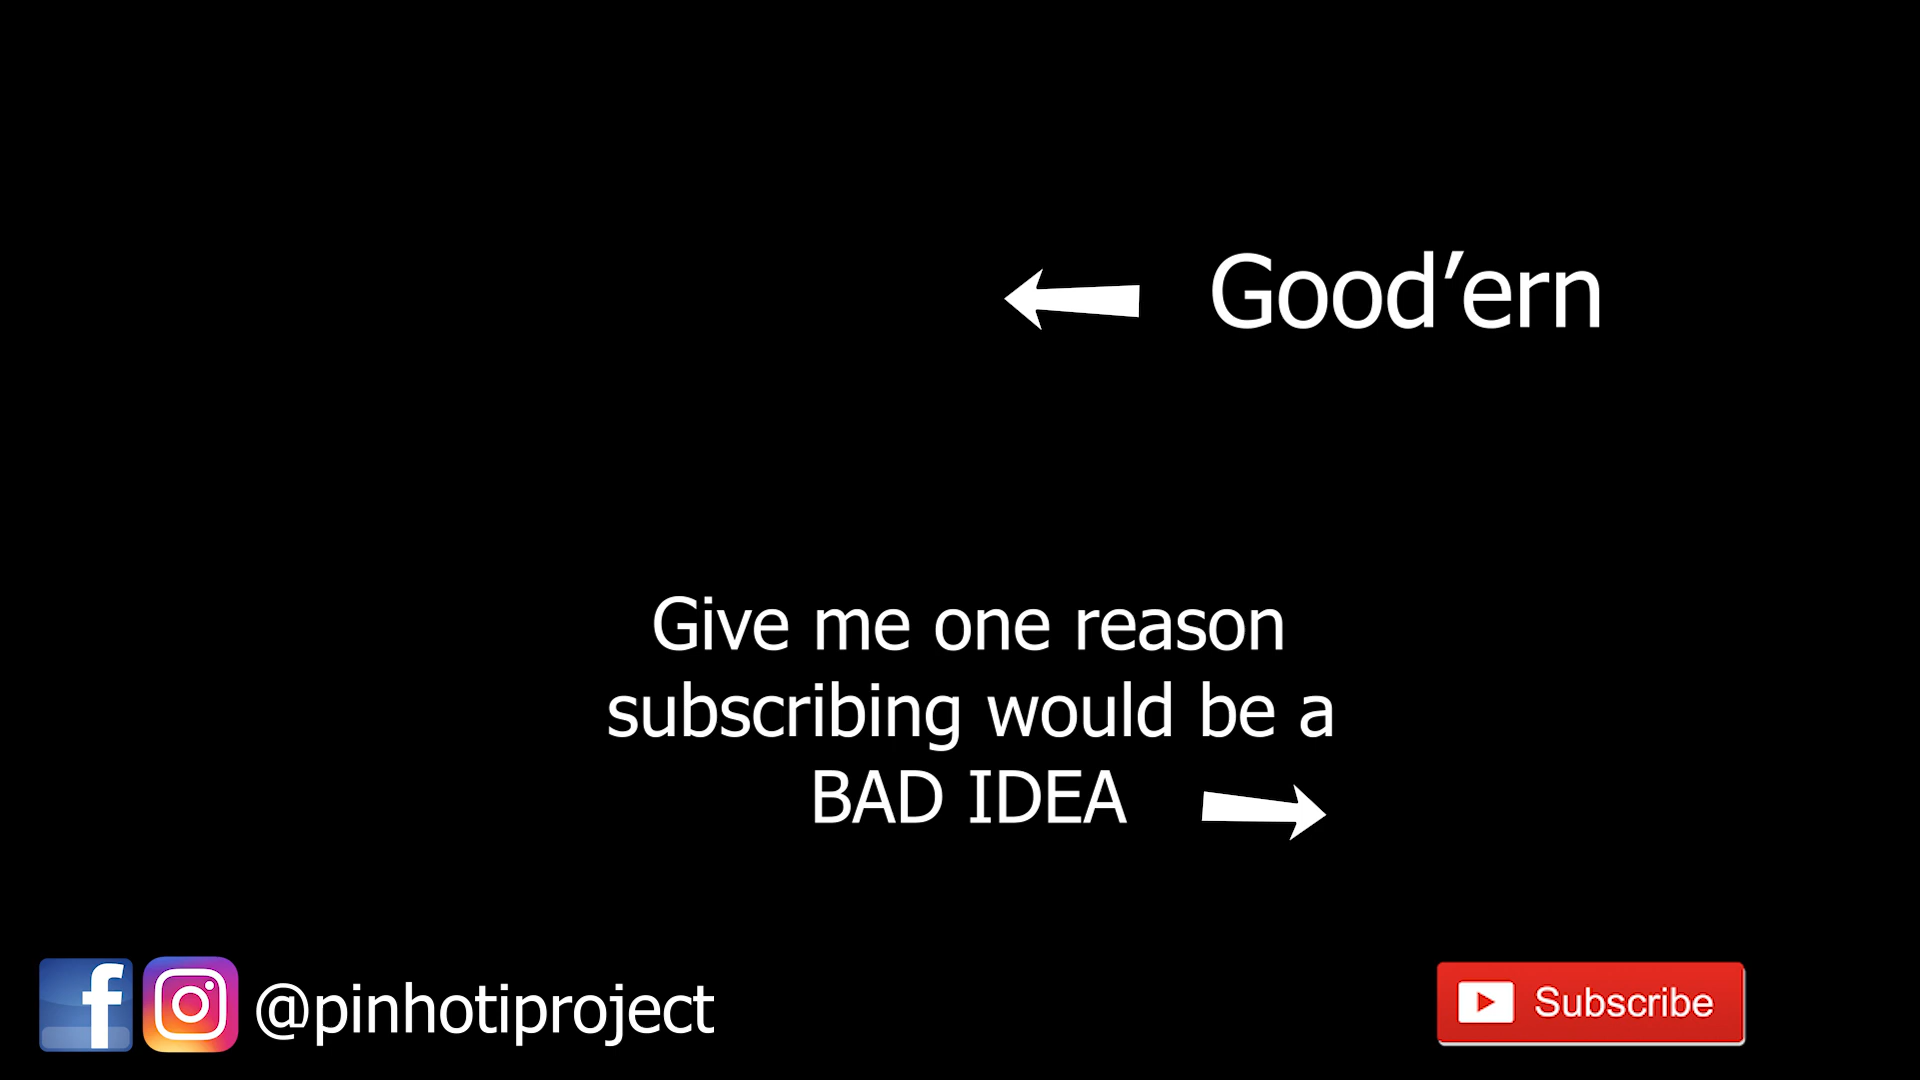 Good’ern
Give me one reason
subscribing would be a
BAD IDEA
f
@pinhotiproject
Subscribe